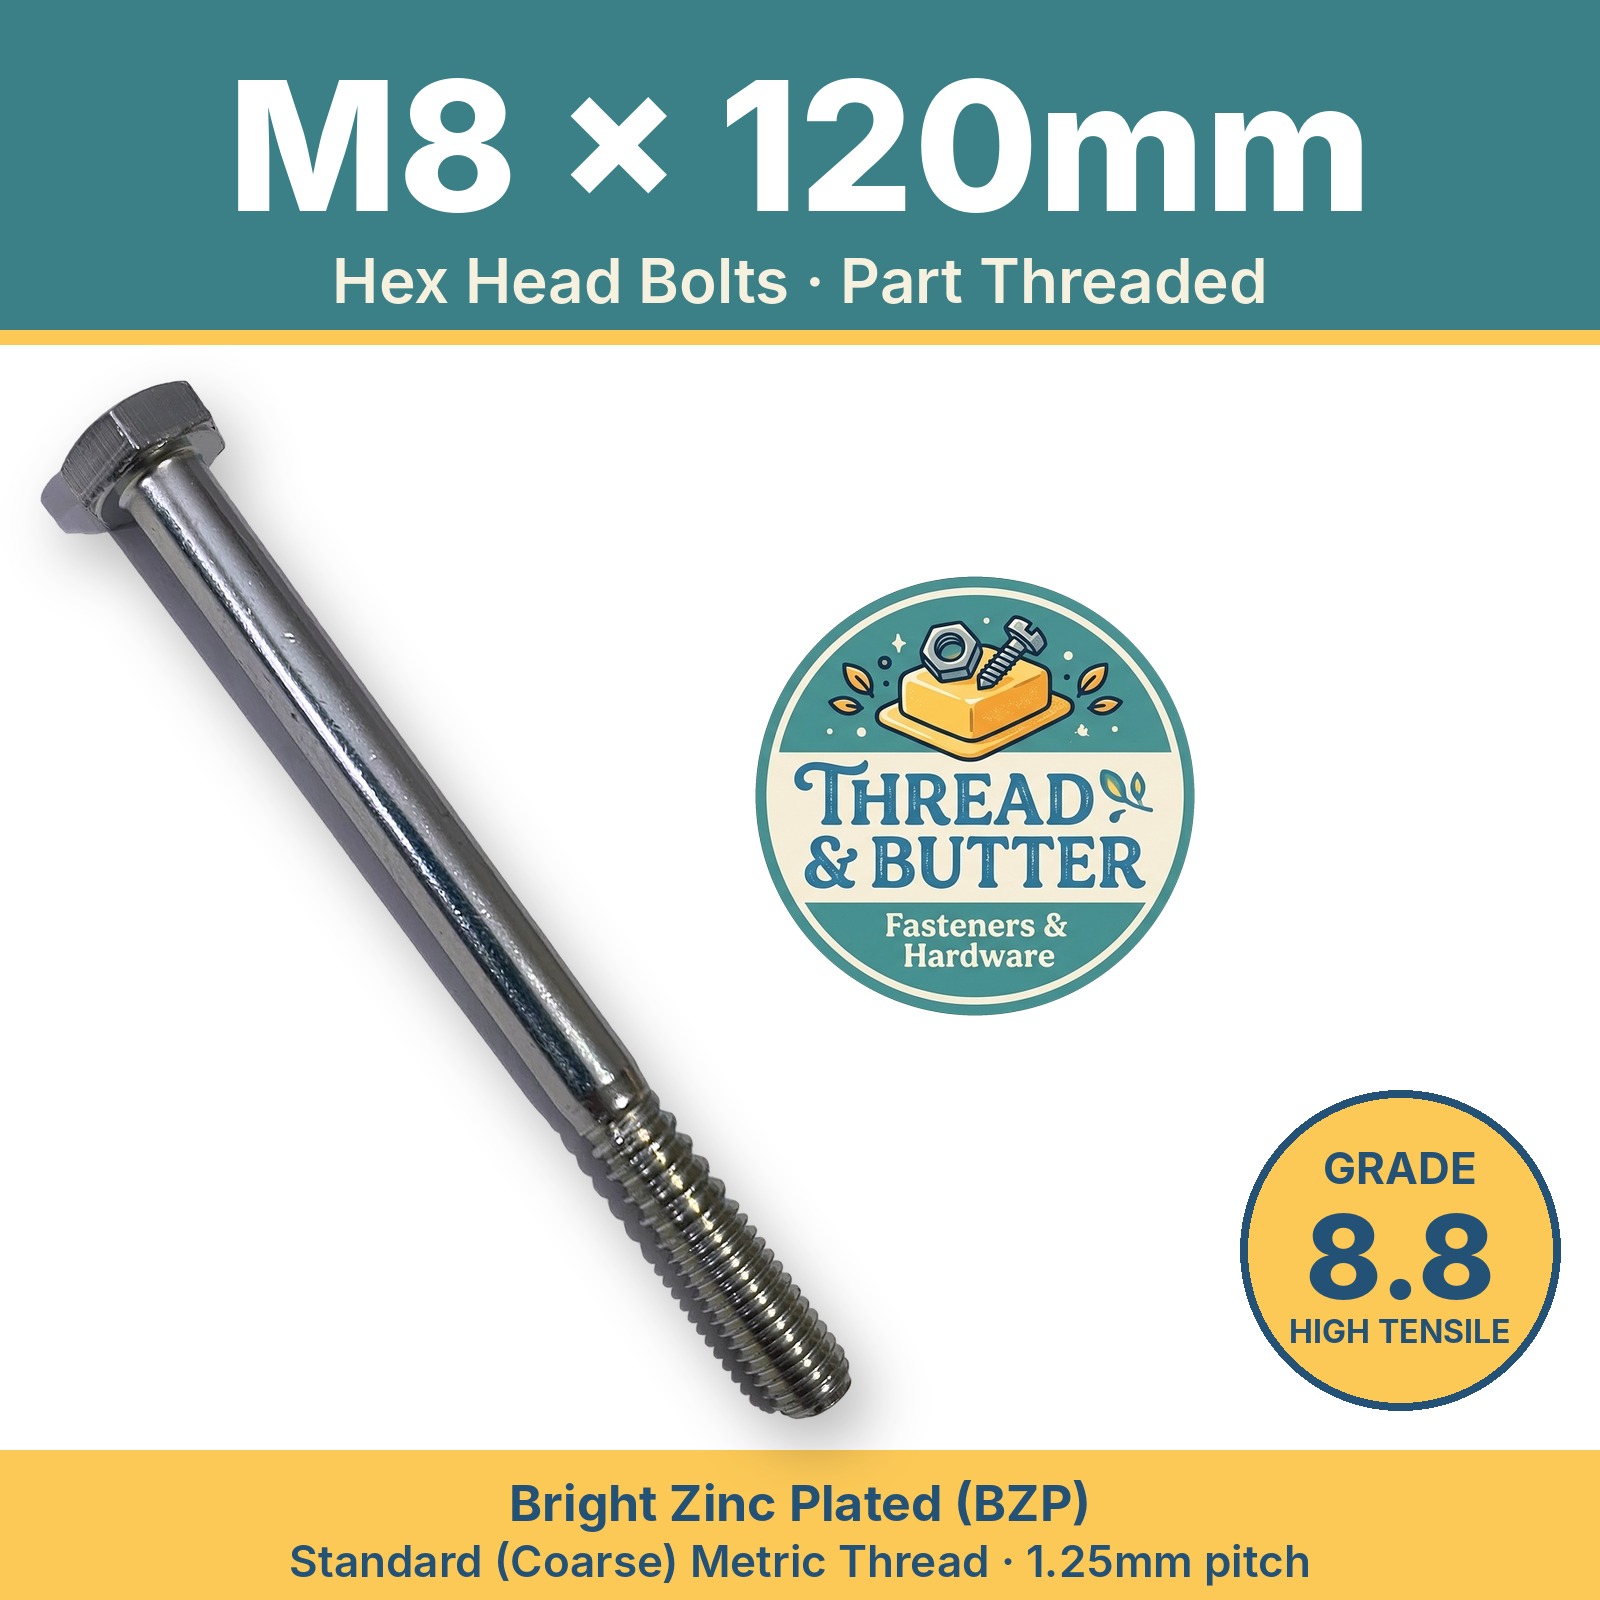 M8 × 120mm
Hex Head Bolts · Part Threaded
THREAD
& BUTTER
Fasteners &
Hardware
GRADE
8.8
HIGH TENSILE
Bright Zinc Plated (BZP)
Standard (Coarse) Metric Thread · 1.25mm pitch